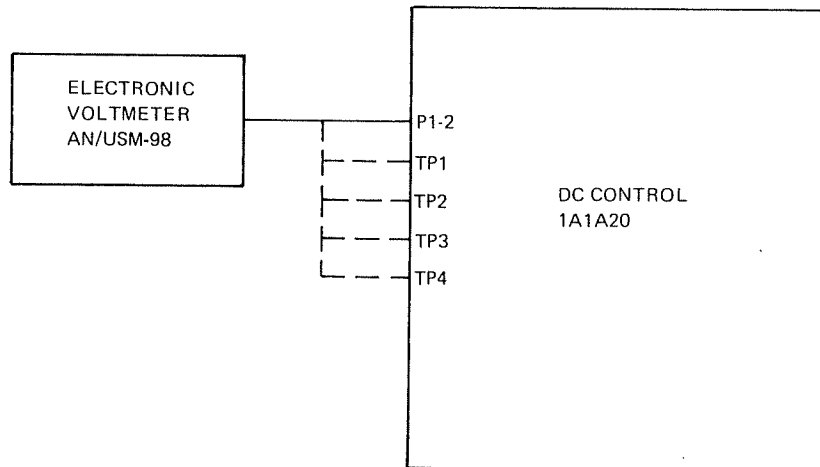 ELECTRONIC
VOLTMETER
AN/USM-98
P1-2
TP1
TP2
TP3
TP4
DC CONTROL
1A1A20